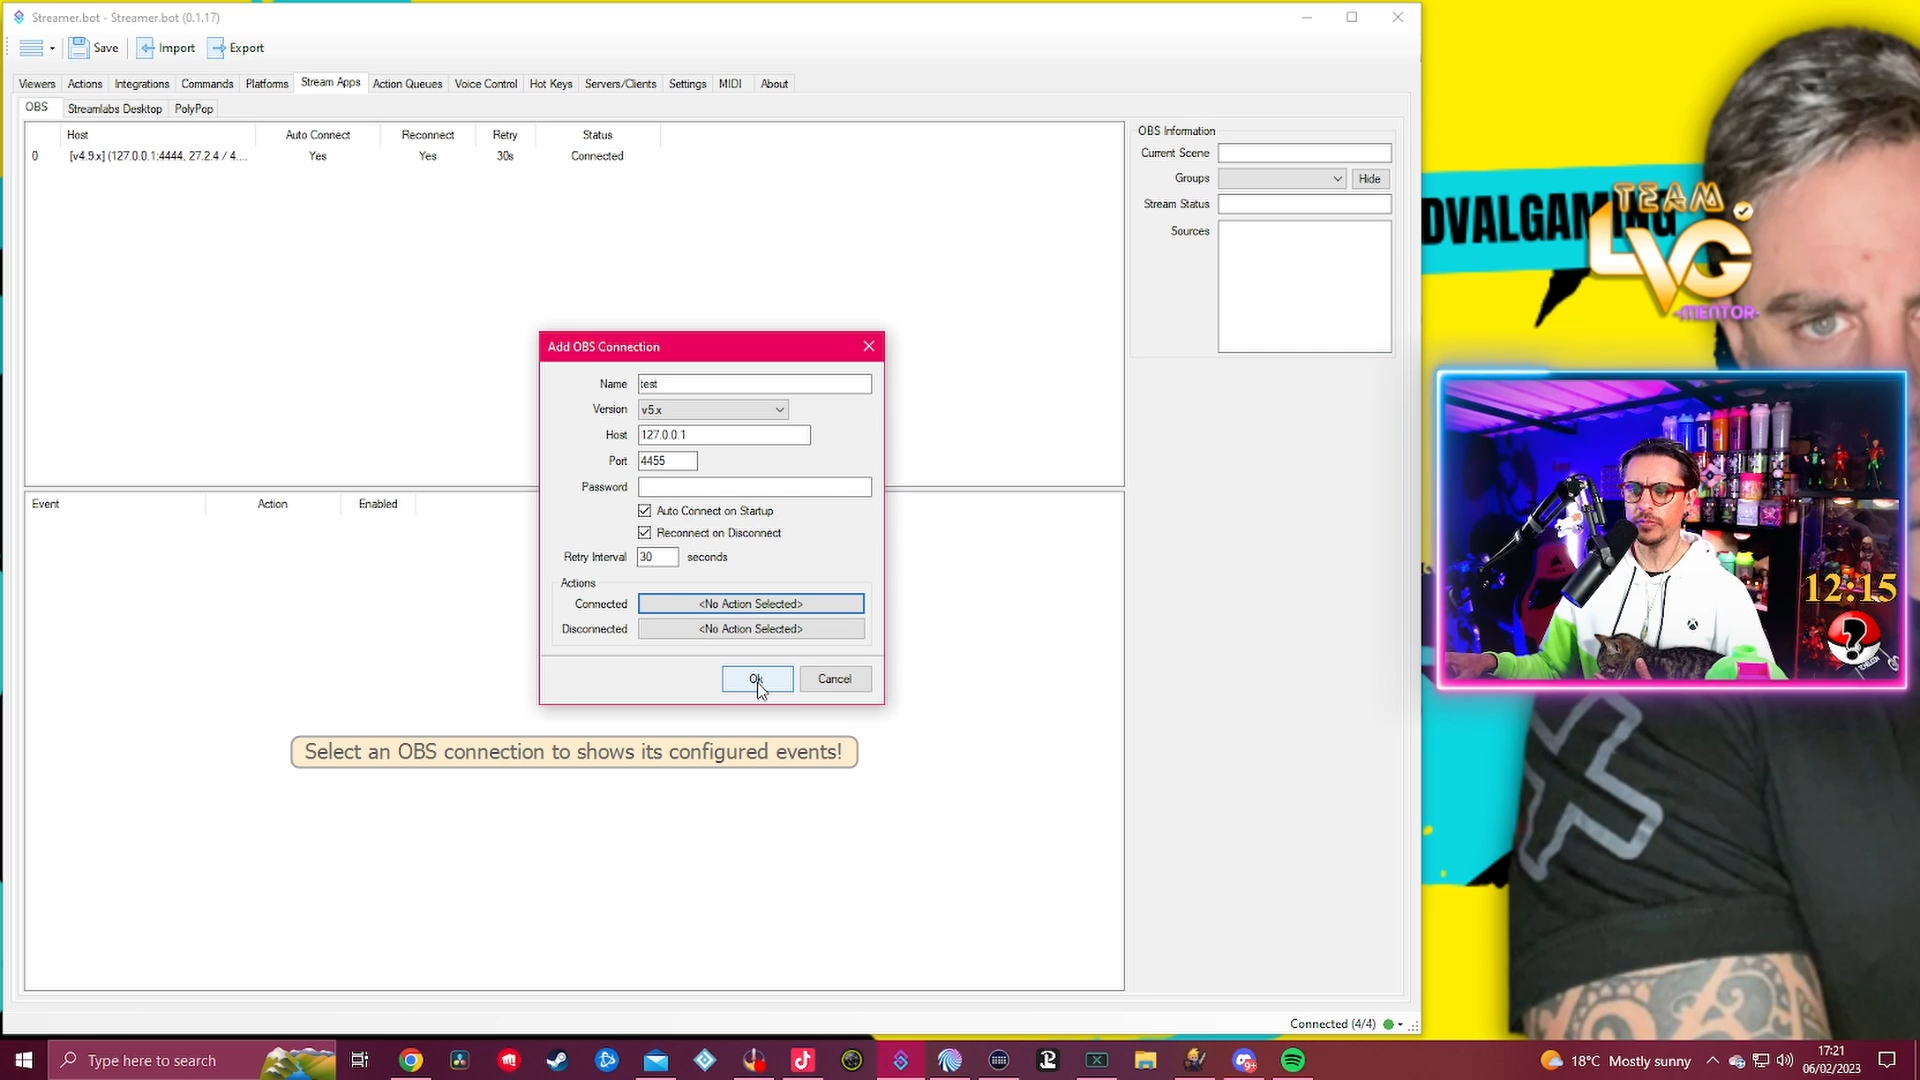 Streamer.bot - Streamer.bot (0.1.17)
Save
Import
Export
Viewers
Actions
Integrations
Commands
Platforms
Stream Apps
Action Queues
Voice Control
Hot Keys
Servers/Clients
Settings
MIDI
About
OBS
Streamlabs Desktop
PolyPop
Host
Auto Connect
Reconnect
Retry
Status
0
[v4.9.x] (127.0.0.1:4444, 27.2.4 / 4....
Yes
Yes
30s
Connected
OBS Information
Current Scene
Groups
Hide
Stream Status
Sources
Add OBS Connection
Name
test
Version
v5.x
Host
127.0.0.1
Port
4455
Password
Auto Connect on Startup
Reconnect on Disconnect
Retry Interval
30
seconds
Actions
Connected
<No Action Selected>
Disconnected
<No Action Selected>
Ok
Cancel
Event
Action
Enabled
Select an OBS connection to shows its configured events!
Connected (4/4)
DVALGAMING
TEAM
LVG
-MENTOR-
12:15
?
Type here to search
18°C Mostly sunny
17:21
06/02/2023